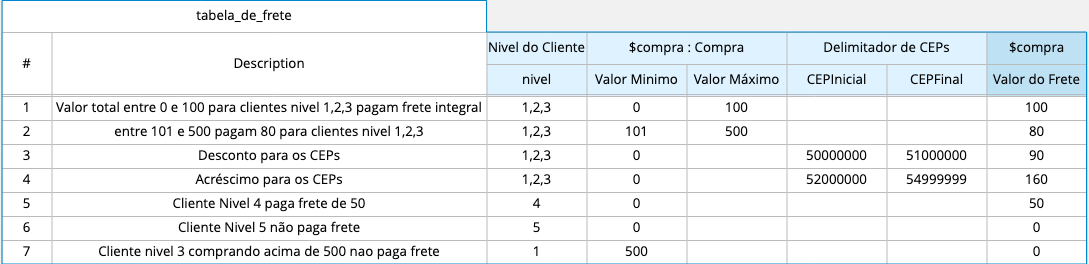 tabela_de_frete
# Description Nivel do Cliente $compra : Compra Delimitador de CEPs $compra
nivel Valor Minimo Valor Máximo CEPInicial CEPFinal Valor do Frete
1 Valor total entre 0 e 100 para clientes nivel 1,2,3 pagam frete integral 1,2,3 0 100 100
2 entre 101 e 500 pagam 80 para clientes nivel 1,2,3 1,2,3 101 500 80
3 Desconto para os CEPs 1,2,3 0 50000000 51000000 90
4 Acréscimo para os CEPs 1,2,3 0 52000000 54999999 160
5 Cliente Nivel 4 paga frete de 50 4 0 50
6 Cliente Nivel 5 não paga frete 5 0 0
7 Cliente nivel 3 comprando acima de 500 nao paga frete 1 500 0